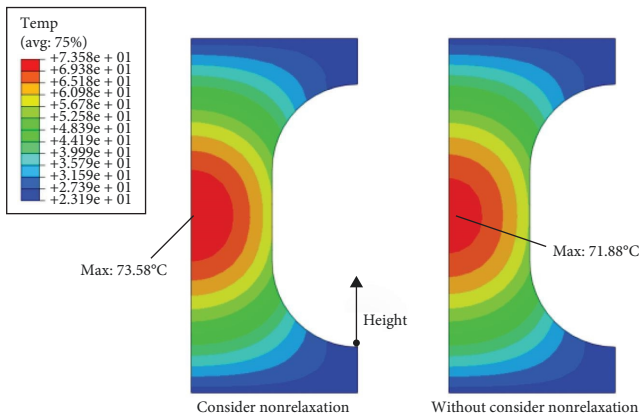 Temp
(avg: 75%)
+7.358e + 01
+6.938e + 01
+6.518e + 01
+6.098e + 01
+5.678e + 01
+5.258e + 01
+4.839e + 01
+4.419e + 01
+3.999e + 01
+3.579e + 01
+3.159e + 01
+2.739e + 01
+2.319e + 01
Max: 73.58°C
Max: 71.88°C
Height
Consider nonrelaxation
Without consider nonrelaxation